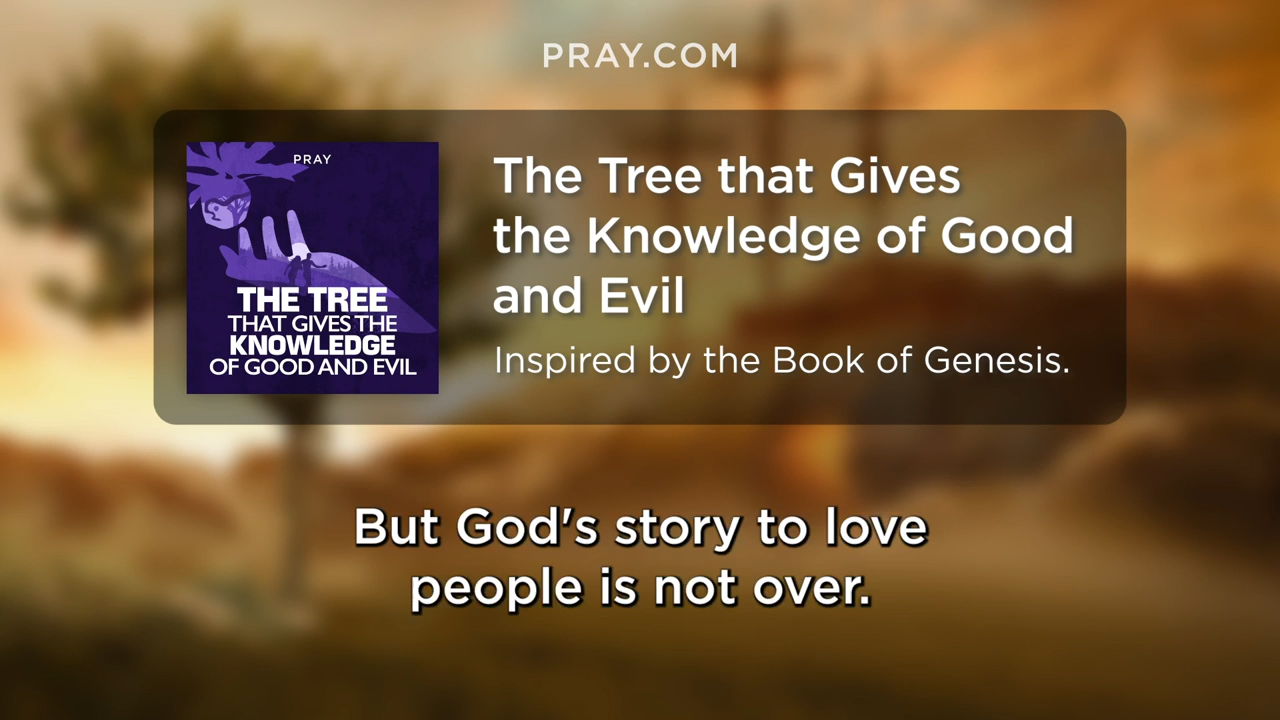 PRAY.COM
PRAY
THE TREE
THAT GIVES THE
KNOWLEDGE
OF GOOD AND EVIL
The Tree that Gives
the Knowledge of Good
and Evil
Inspired by the Book of Genesis.
But God's story to love
people is not over.